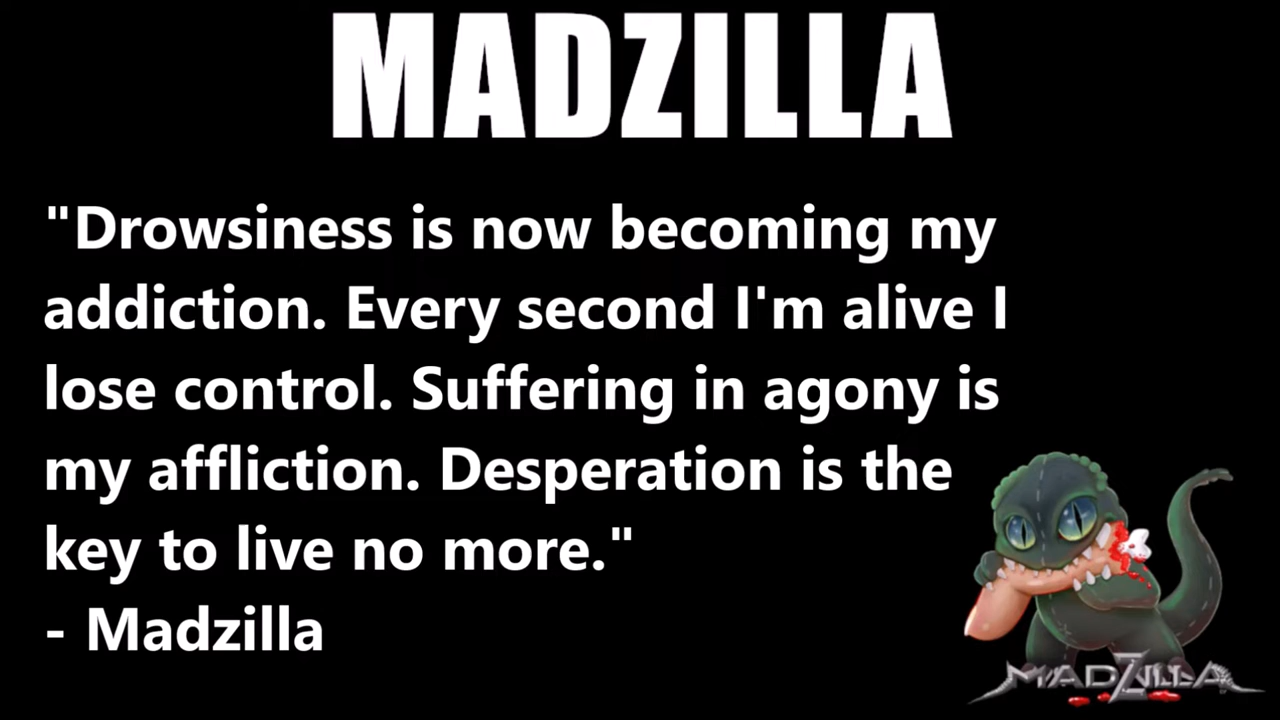 MADZILLA
"Drowsiness is now becoming my
addiction. Every second I'm alive I
lose control. Suffering in agony is
my affliction. Desperation is the
key to live no more."
- Madzilla
MADZILLA